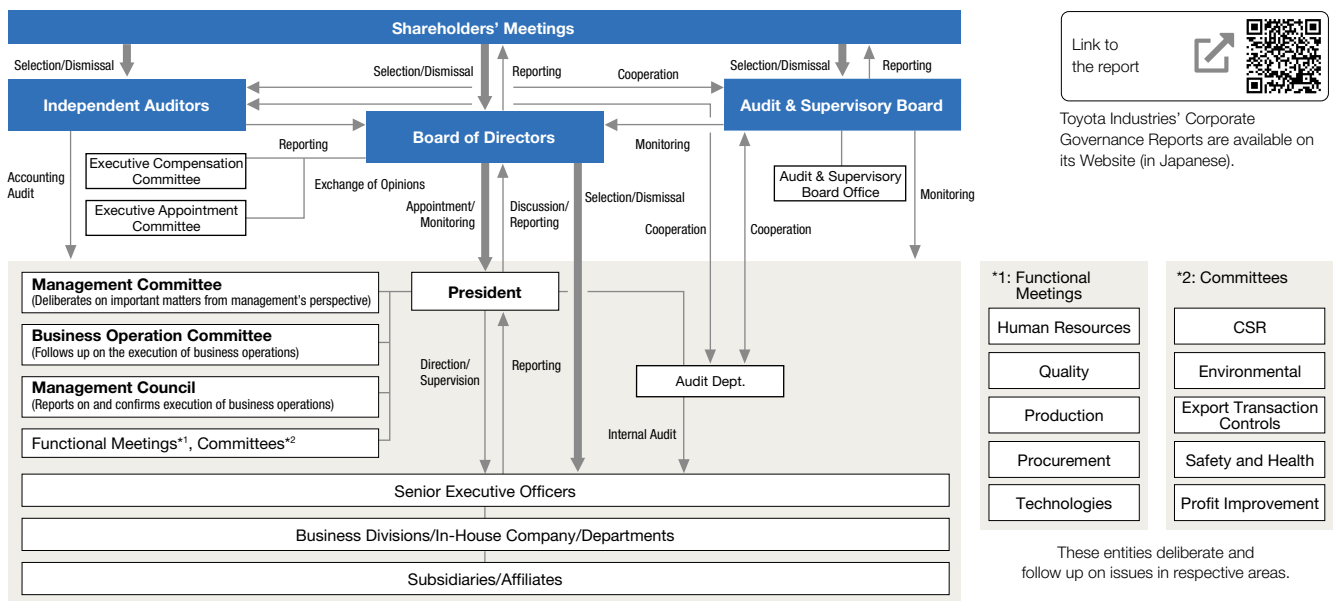 Shareholders' Meetings
Selection/Dismissal
Selection/Dismissal
Reporting
Cooperation
Selection/Dismissal
Reporting
Independent Auditors
Board of Directors
Audit & Supervisory Board
Reporting
Monitoring
Accounting
Audit
Executive Compensation
Committee
Exchange of Opinions
Executive Appointment
Committee
Appointment/
Monitoring
Discussion/
Reporting
Selection/Dismissal
Audit & Supervisory
Board Office
Monitoring
Cooperation
Cooperation
Management Committee
(Deliberates on important matters from management's perspective)
President
Business Operation Committee
(Follows up on the execution of business operations)
Management Council
(Reports on and confirms execution of business operations)
Functional Meetings*1, Committees*2
Direction/
Supervision
Reporting
Audit Dept.
Internal Audit
Senior Executive Officers
Business Divisions/In-House Company/Departments
Subsidiaries/Affiliates
Link to
the report
Toyota Industries' Corporate
Governance Reports are available on
its Website (in Japanese).
*1: Functional
Meetings
Human Resources
Quality
Production
Procurement
Technologies
*2: Committees
CSR
Environmental
Export Transaction
Controls
Safety and Health
Profit Improvement
These entities deliberate and
follow up on issues in respective areas.